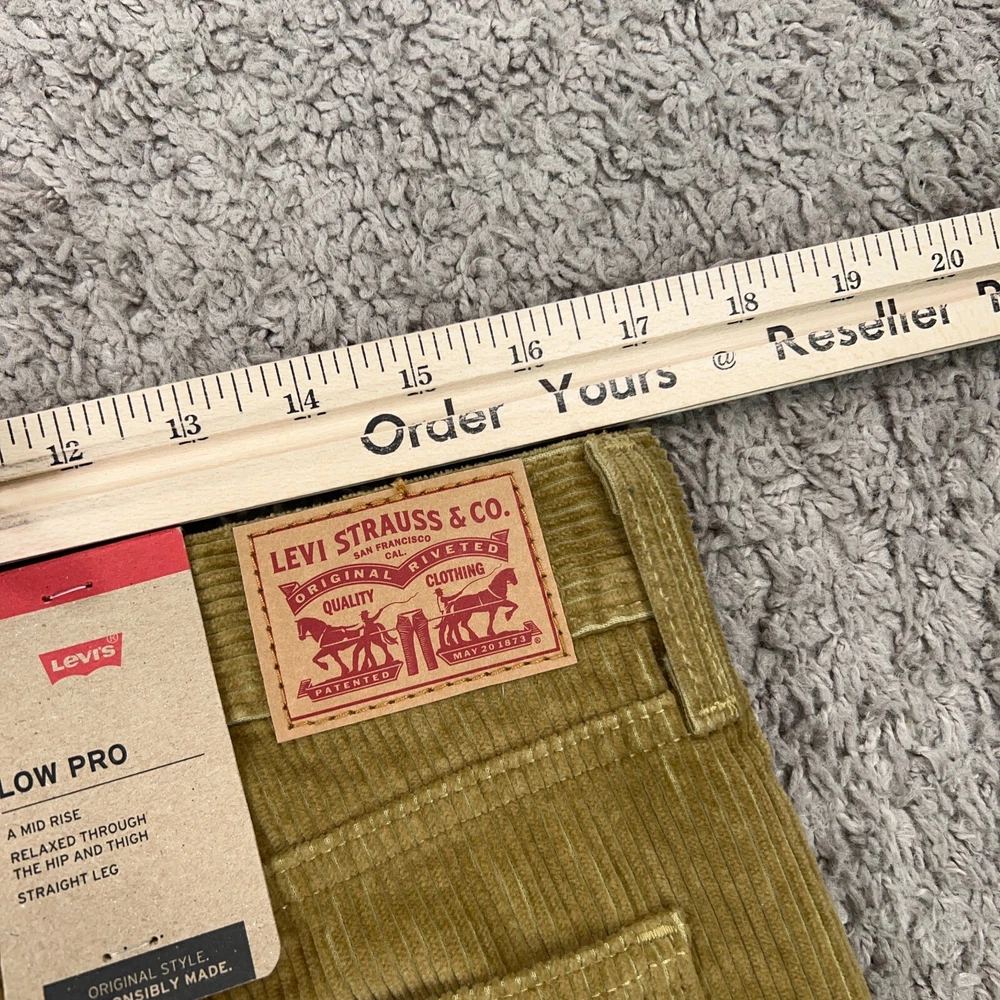 12 13 14 15 16 17 18 19 20
Order Yours @ Reseller
LEVI STRAUSS & CO.
SAN FRANCISCO
CAL.
ORIGINAL RIVETED
QUALITY CLOTHING
PATENTED MAY 20 1873 ®
Levi's®
LOW PRO
A MID RISE
RELAXED THROUGH
THE HIP AND THIGH
STRAIGHT LEG
ORIGINAL STYLE.
MADE.